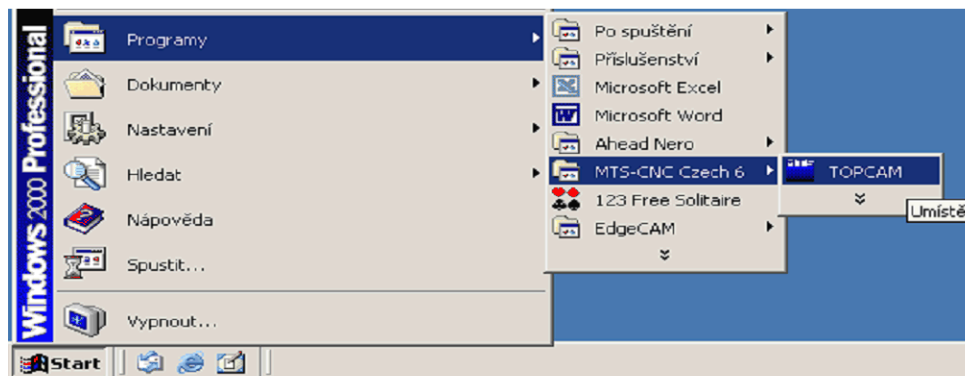 Windows 2000 Professional
Programy
Dokumenty
Nastavení
Hledat
Nápověda
Spustit...
Vypnout...
Po spuštění
Příslušenství
Microsoft Excel
Microsoft Word
Ahead Nero
MTS-CNC Czech 6
123 Free Solitaire
EdgeCAM
TOPCAM
Umístě
Start